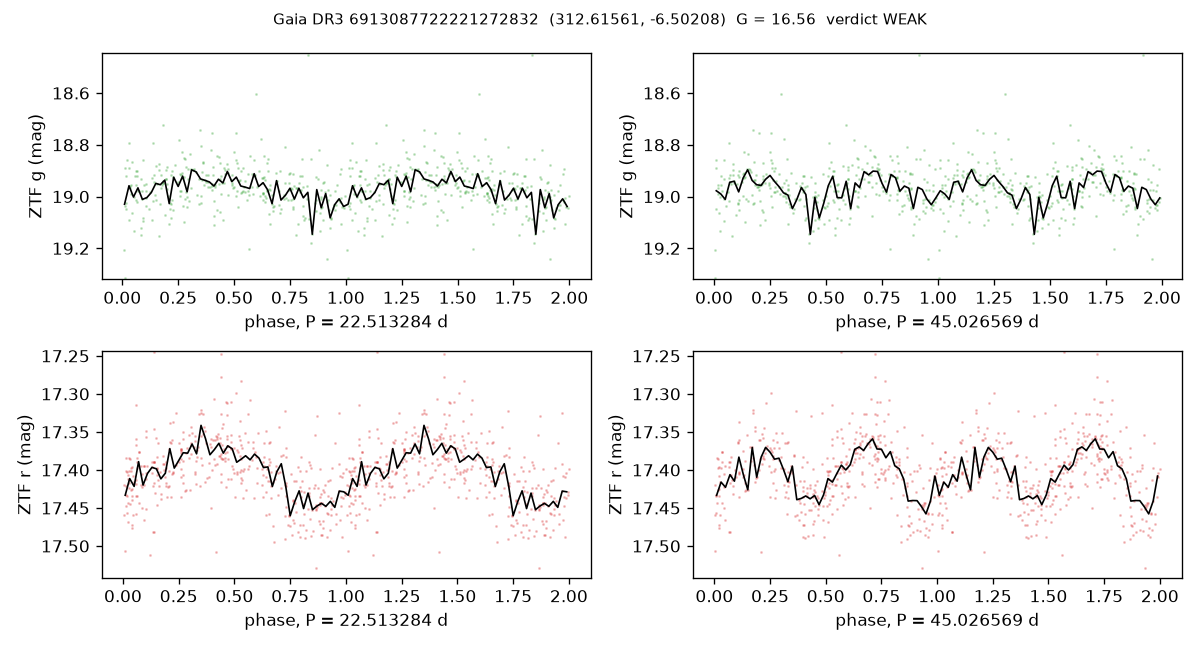 Gaia DR3 6913087722221272832  (312.61561, -6.50208)  G = 16.56  verdict WEAK
ZTF g (mag)
18.6
18.8
19.0
19.2
0.00 0.25 0.50 0.75 1.00 1.25 1.50 1.75 2.00
phase, P = 22.513284 d
ZTF g (mag)
18.6
18.8
19.0
19.2
0.00 0.25 0.50 0.75 1.00 1.25 1.50 1.75 2.00
phase, P = 45.026569 d
ZTF r (mag)
17.25
17.30
17.35
17.40
17.45
17.50
0.00 0.25 0.50 0.75 1.00 1.25 1.50 1.75 2.00
phase, P = 22.513284 d
ZTF r (mag)
17.25
17.30
17.35
17.40
17.45
17.50
0.00 0.25 0.50 0.75 1.00 1.25 1.50 1.75 2.00
phase, P = 45.026569 d